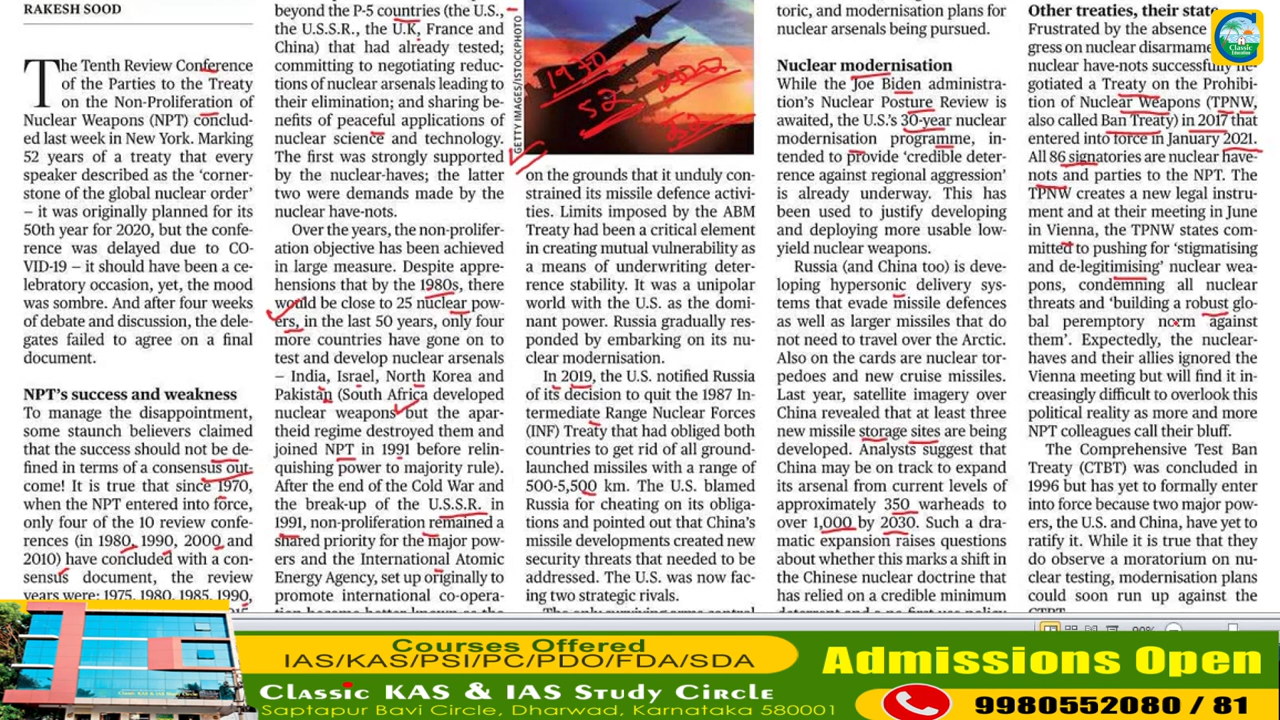 RAKESH SOOD
The Tenth Review Conference
of the Parties to the Treaty
on the Non-Proliferation of
Nuclear Weapons (NPT) conclud-
ed last week in New York. Marking
52 years of a treaty that every
speaker described as the 'corner-
stone of the global nuclear order'
– it was originally planned for its
50th year for 2020, but the confe-
rence was delayed due to CO-
VID-19 – it should have been a ce-
lebratory occasion, yet, the mood
was sombre. And after four weeks
of debate and discussion, the dele-
gates failed to agree on a final
document.
NPT's success and weakness
To manage the disappointment,
some staunch believers claimed
that the success should not be de-
fined in terms of a consensus out-
come! It is true that since 1970,
when the NPT entered into force,
only four of the 10 review confe-
rences (in 1980, 1990, 2000 and
2010) have concluded with a con-
sensus document, the review
years were: 1975, 1980, 1985, 1990,
beyond the P-5 countries (the U.S.,
the U.S.S.R., the U.K, France and
China) that had already tested;
committing to negotiating reduc-
tions of nuclear arsenals leading to
their elimination; and sharing be-
nefits of peaceful applications of
nuclear science and technology.
The first was strongly supported
by the nuclear-haves; the latter
two were demands made by the
nuclear have-nots.
Over the years, the non-prolifer-
ation objective has been achieved
in large measure. Despite appre-
hensions that by the 1980s, there
would be close to 25 nuclear pow-
ers, in the last 50 years, only four
more countries have gone on to
test and develop nuclear arsenals
– India, Israel, North Korea and
Pakistan (South Africa developed
nuclear weapons but the apar-
theid regime destroyed them and
joined NPT in 1991 before relin-
quishing power to majority rule).
After the end of the Cold War and
the break-up of the U.S.S.R. in
1991, non-proliferation remained a
shared priority for the major pow-
ers and the International Atomic
Energy Agency, set up originally to
promote international co-opera-
GETTY IMAGES/ISTOCKPHOTO
52
on the grounds that it unduly con-
strained its missile defence activi-
ties. Limits imposed by the ABM
Treaty had been a critical element
in creating mutual vulnerability as
a means of underwriting deter-
rence stability. It was a unipolar
world with the U.S. as the domi-
nant power. Russia gradually res-
ponded by embarking on its nu-
clear modernisation.
In 2019, the U.S. notified Russia
of its decision to quit the 1987 In-
termediate Range Nuclear Forces
(INF) Treaty that had obliged both
countries to get rid of all ground-
launched missiles with a range of
500-5,500 km. The U.S. blamed
Russia for cheating on its obliga-
tions and pointed out that China's
missile developments created new
security threats that needed to be
addressed. The U.S. was now fac-
ing two strategic rivals.
toric, and modernisation plans for
nuclear arsenals being pursued.
Nuclear modernisation
While the Joe Biden administra-
tion's Nuclear Posture Review is
awaited, the U.S.'s 30-year nuclear
modernisation programme, in-
tended to provide 'credible deter-
rence against regional aggression'
is already underway. This has
been used to justify developing
and deploying more usable low-
yield nuclear weapons.
Russia (and China too) is deve-
loping hypersonic delivery sys-
tems that evade missile defences
as well as larger missiles that do
not need to travel over the Arctic.
Also on the cards are nuclear tor-
pedoes and new cruise missiles.
Last year, satellite imagery over
China revealed that at least three
new missile storage sites are being
developed. Analysts suggest that
China may be on track to expand
its arsenal from current levels of
approximately 350 warheads to
over 1,000 by 2030. Such a dra-
matic expansion raises questions
about whether this marks a shift in
the Chinese nuclear doctrine that
has relied on a credible minimum
Other treaties, their state
Frustrated by the absence
gress on nuclear disarmame
nuclear have-nots successfully
gotiated a Treaty on the Prohibi-
tion of Nuclear Weapons (TPNW,
also called Ban Treaty) in 2017 that
entered into force in January 2021.
All 86 signatories are nuclear have-
nots and parties to the NPT. The
TPNW creates a new legal instru-
ment and at their meeting in June
in Vienna, the TPNW states com-
mitted to pushing for 'stigmatising
and de-legitimising' nuclear wea-
pons, condemning all nuclear
threats and 'building a robust glo-
bal peremptory norm against
them'. Expectedly, the nuclear-
haves and their allies ignored the
Vienna meeting but will find it in-
creasingly difficult to overlook this
political reality as more and more
NPT colleagues call their bluff.
The Comprehensive Test Ban
Treaty (CTBT) was concluded in
1996 but has yet to formally enter
into force because two major pow-
ers, the U.S. and China, have yet to
ratify it. While it is true that they
do observe a moratorium on nu-
clear testing, modernisation plans
could soon run up against the
Classic
Education
Courses Offered
IAS/KAS/PSI/PC/PDO/FDA/SDA
Classic KAS & IAS Study Circle
Saptapur Bavi Circle, Dharwad, Karnataka 580001
Admissions Open
9980552080 / 81